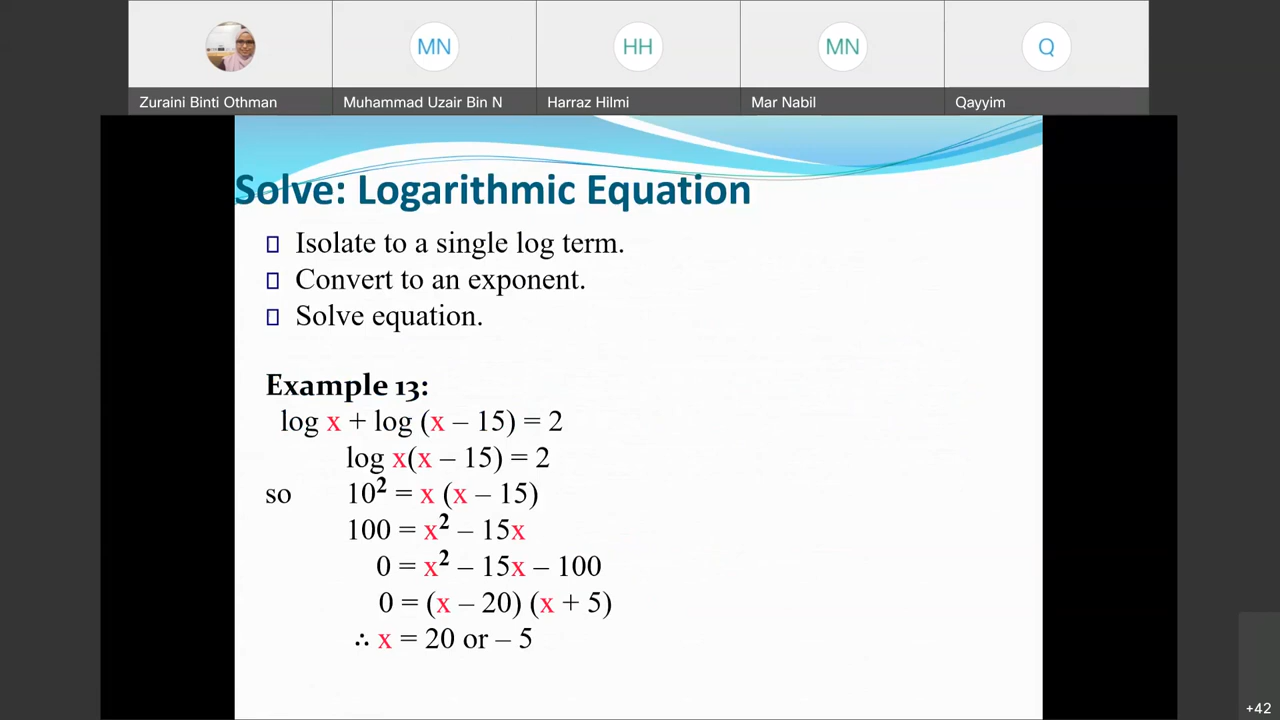 MN
HH
MN
Q
Zuraini Binti Othman
Muhammad Uzair Bin N
Harraz Hilmi
Mar Nabil
Qayyim
Solve: Logarithmic Equation
Isolate to a single log term.
Convert to an exponent.
Solve equation.
Example 13:
log x + log (x – 15) = 2
log x(x – 15) = 2
so 10² = x (x – 15)
100 = x² – 15x
0 = x² – 15x – 100
0 = (x – 20) (x + 5)
∴ x = 20 or – 5
+42